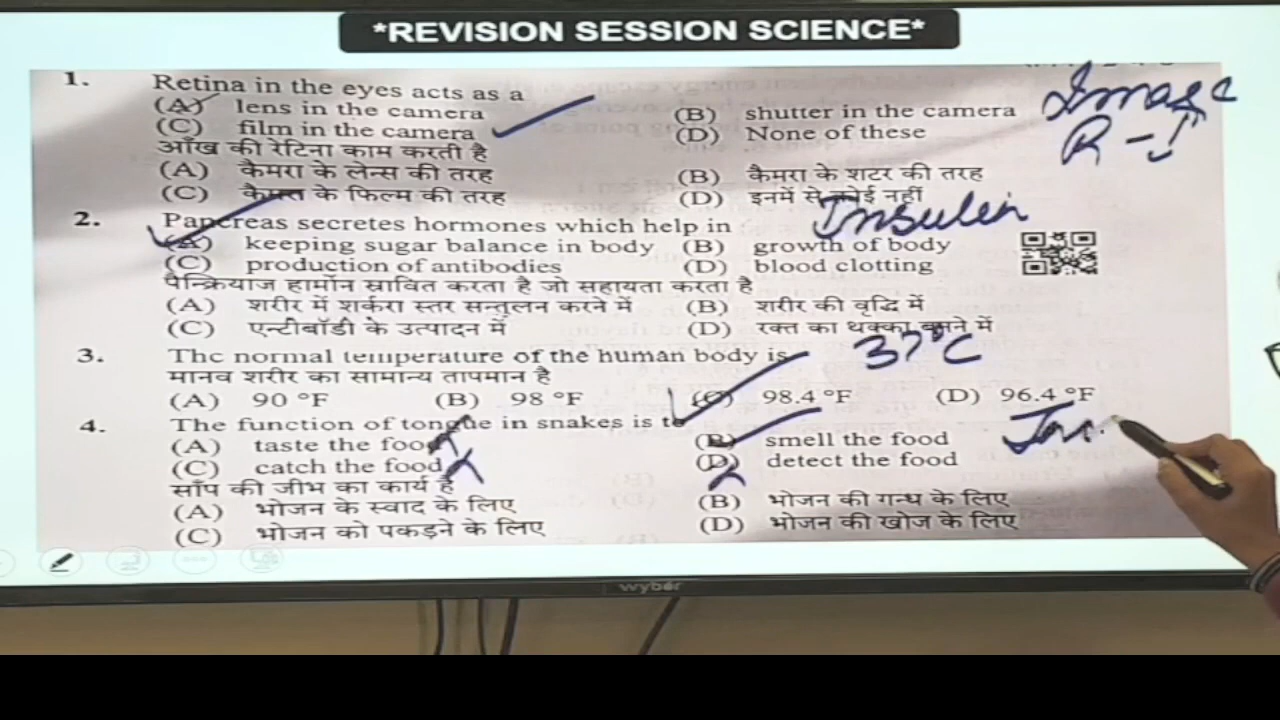 *REVISION SESSION SCIENCE*
1. Retina in the eyes acts as a
(A) lens in the camera (B) shutter in the camera
(C) film in the camera (D) None of these
Image
R - I
आँख की रेटिना काम करती है
(A) कैमरा के लेन्स की तरह (B) कैमरा के शटर की तरह
(C) कैमरा के फिल्म की तरह (D) इनमें से कोई नहीं
2. Pancreas secretes hormones which help in
Insulin
(A) keeping sugar balance in body (B) growth of body
(C) production of antibodies (D) blood clotting
पैन्क्रियाज हार्मोन स्रावित करता है जो सहायता करता है
(A) शरीर में शर्करा स्तर सन्तुलन करने में (B) शरीर की वृद्धि में
(C) एन्टीबॉडी के उत्पादन में (D) रक्त का थक्का बनने में
3. The normal temperature of the human body is
37°C
मानव शरीर का सामान्य तापमान है
(A) 90 °F (B) 98 °F (C) 98.4 °F (D) 96.4 °F
4. The function of tongue in snakes is to
(A) taste the food (B) smell the food
(C) catch the food (D) detect the food
साँप की जीभ का कार्य है
(A) भोजन के स्वाद के लिए (B) भोजन की गन्ध के लिए
(C) भोजन को पकड़ने के लिए (D) भोजन की खोज के लिए
wyber